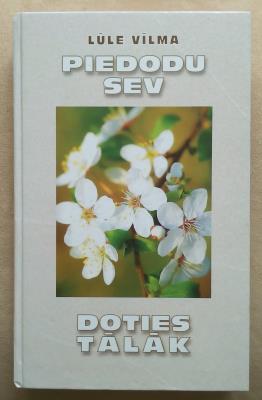 LŪLE VĪLMA
PIEDODU
SEV
DOTIES
TĀLĀK